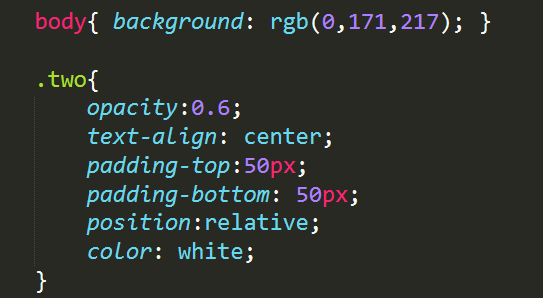 body{ background: rgb(0,171,217); }
.two{
opacity:0.6;
text-align: center;
padding-top:50px;
padding-bottom: 50px;
position:relative;
color: white;
}